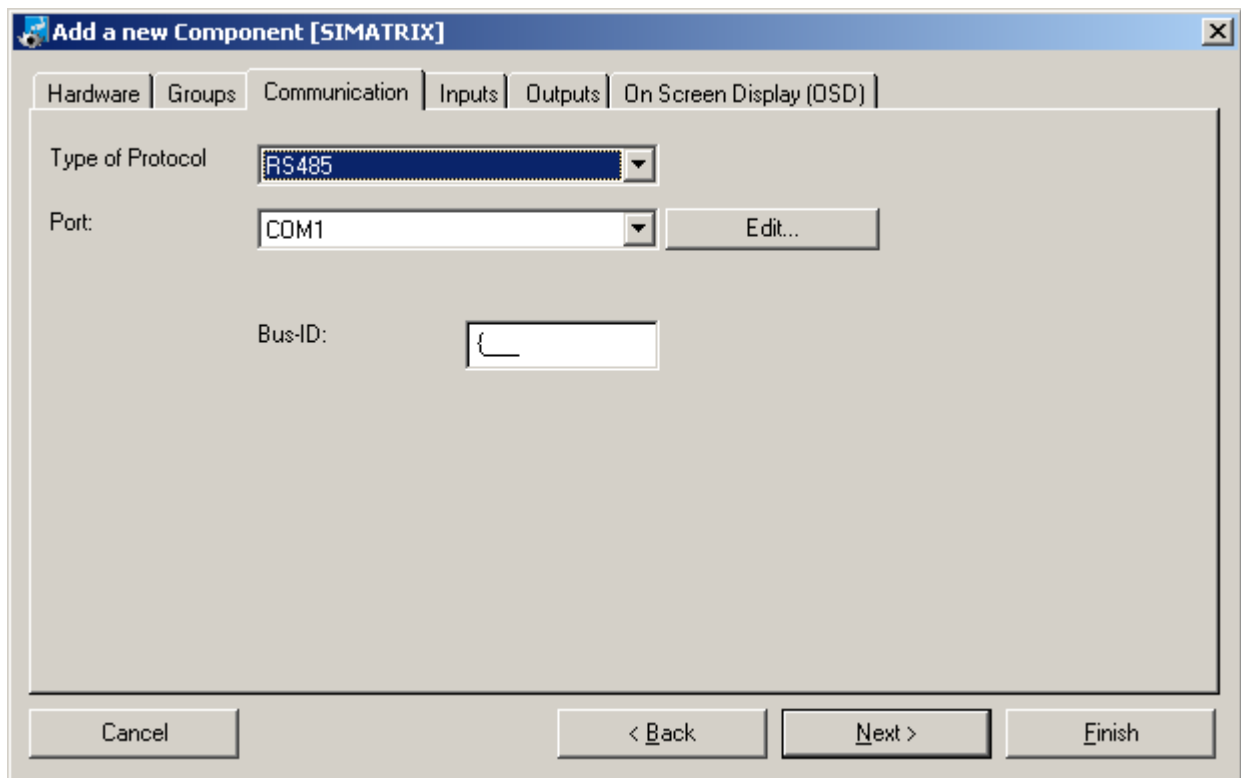 Add a new Component [SIMATRIX]
Hardware Groups Communication Inputs Outputs On Screen Display (OSD)
Type of Protocol RS485
Port: COM1 Edit...
Bus-ID: {___
Cancel < Back Next > Finish